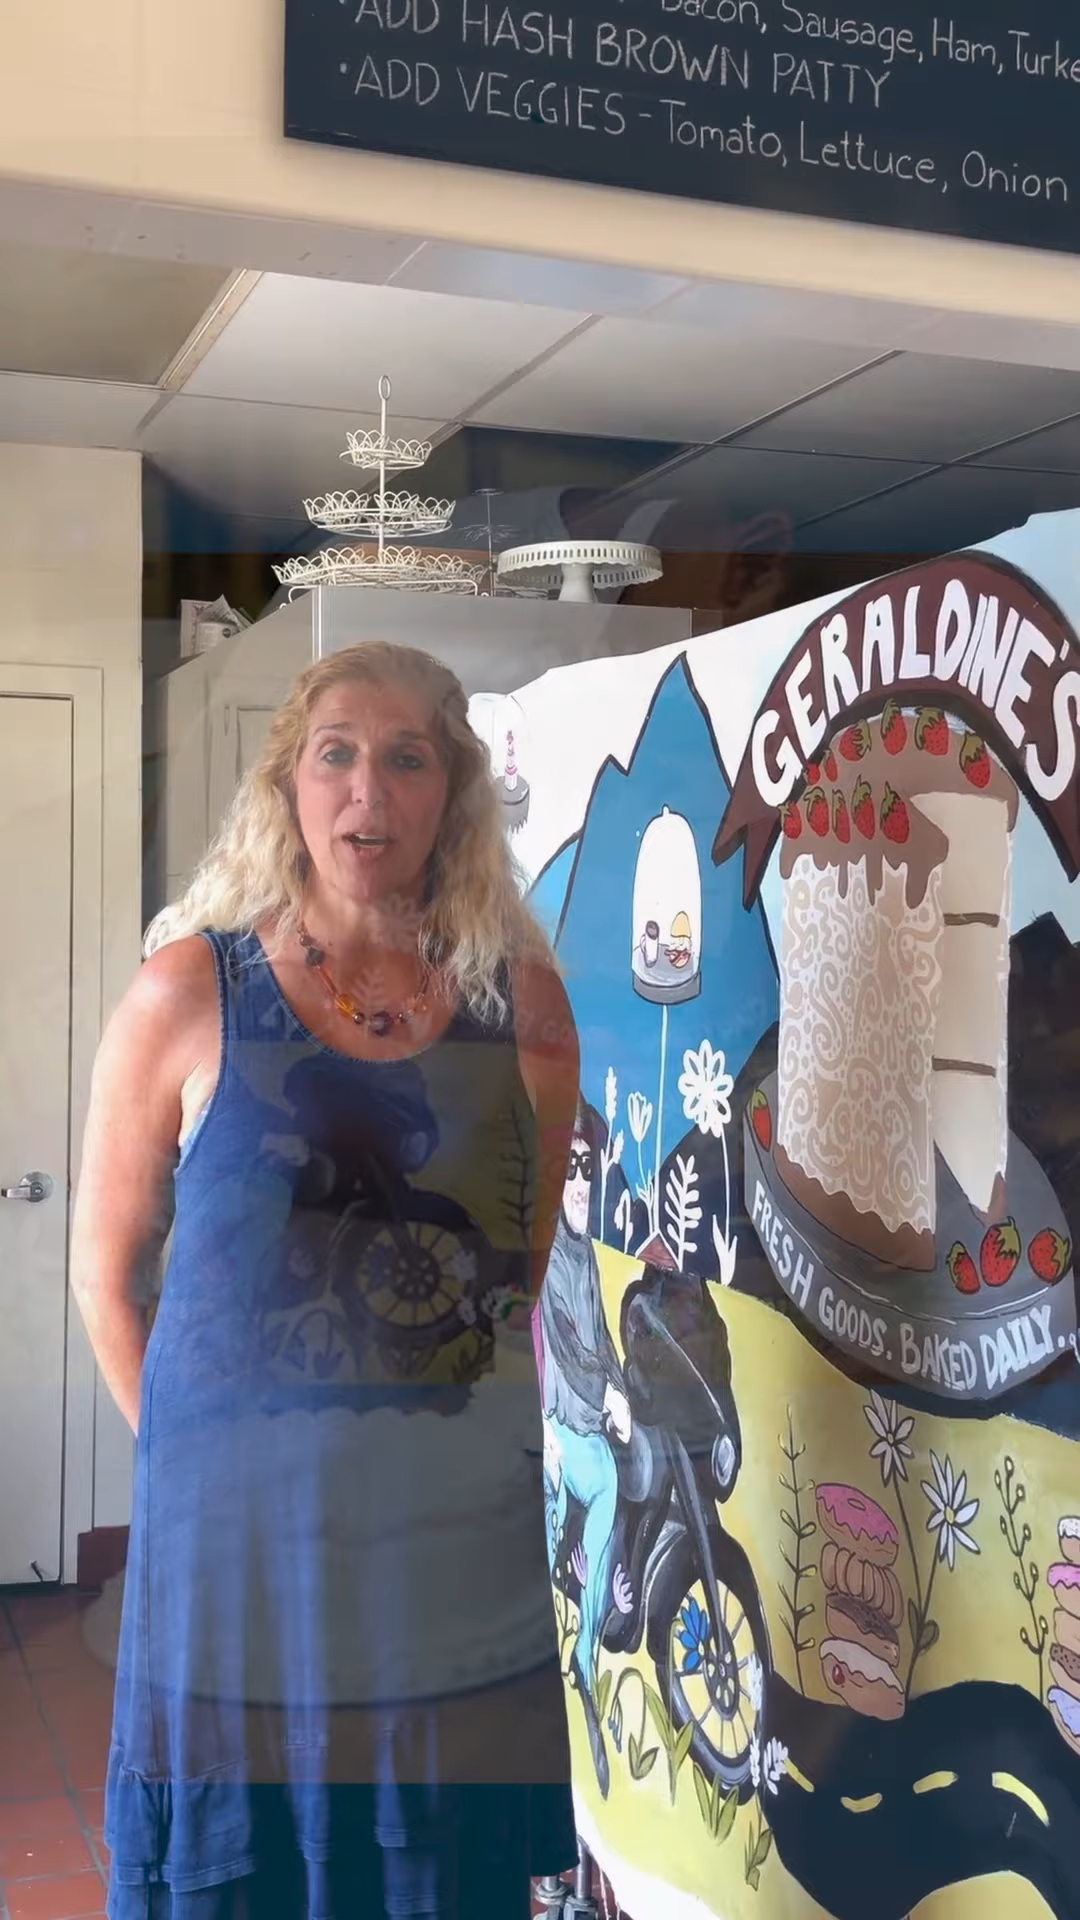 Bacon, Sausage, Ham, Turke
• ADD HASH BROWN PATTY
• ADD VEGGIES - Tomato, Lettuce, Onion
GERALDINE'S
FRESH GOODS. BAKED DAILY.